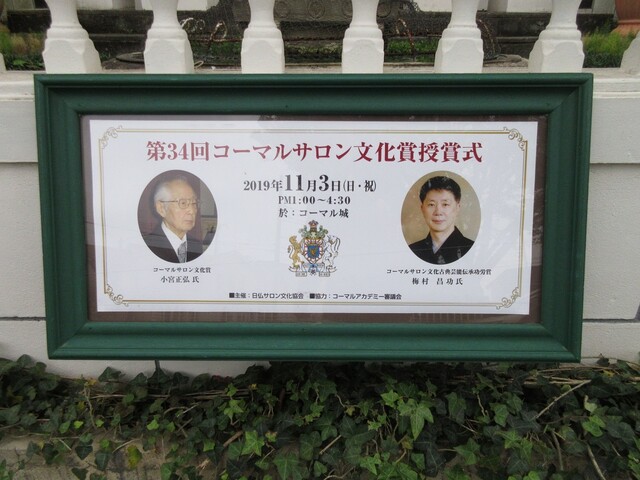 第34回コーマルサロン文化賞授賞式
2019年11月3日(日・祝)
PM1:00～4:30
於：コーマル城
コーマルサロン文化賞
小宮正弘 氏
コーマルサロン文化古典芸能伝承功労賞
梅村 昌功 氏
■主催：日仏サロン文化協会 ■協力：コーマルアカデミー審議会